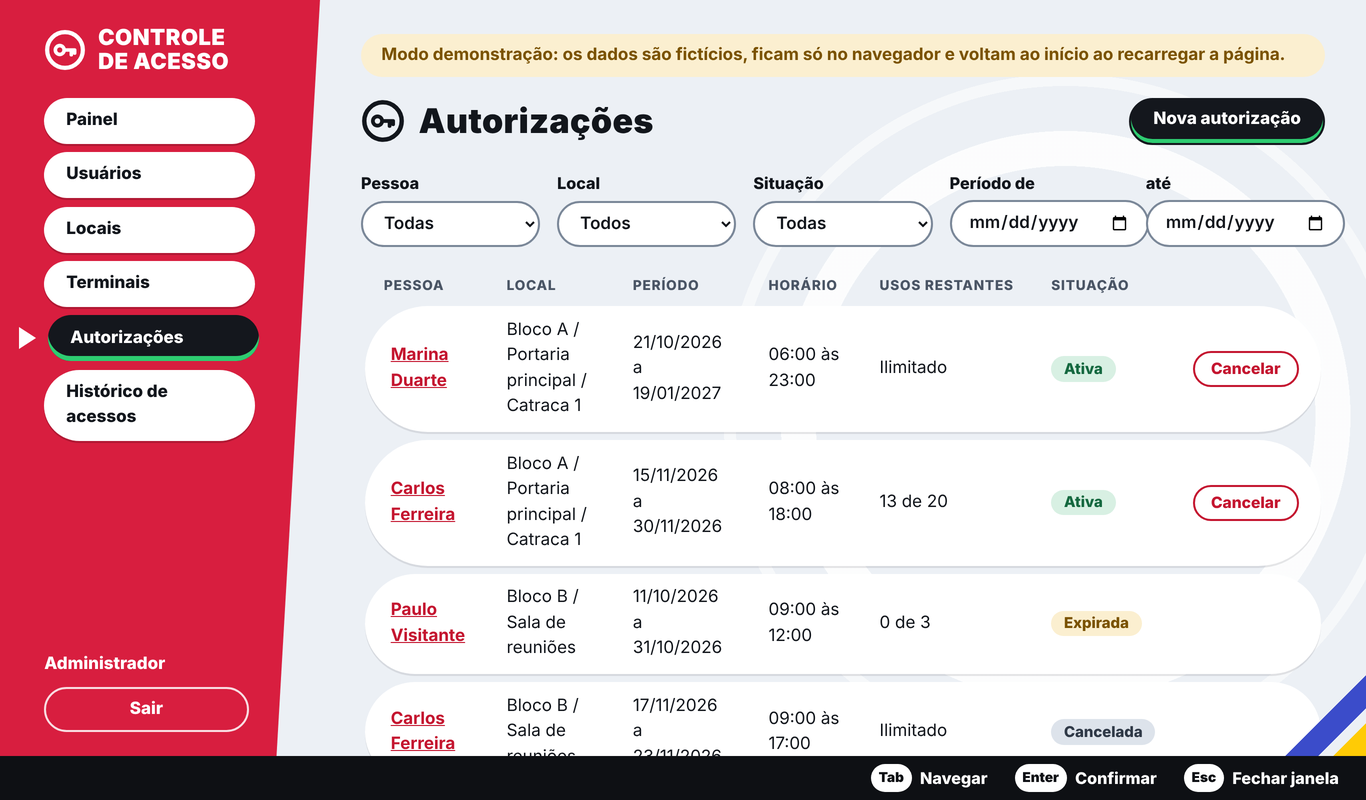 CONTROLE
DE ACESSO
Painel
Usuários
Locais
Terminais
Autorizações
Histórico de
acessos
Administrador
Sair
Modo demonstração: os dados são fictícios, ficam só no navegador e voltam ao início ao recarregar a página.
Autorizações
Nova autorização
Pessoa
Local
Situação
Período de
até
Todas
Todos
Todas
mm/dd/yyyy
mm/dd/yyyy
PESSOA
LOCAL
PERÍODO
HORÁRIO
USOS RESTANTES
SITUAÇÃO
Marina
Duarte
Bloco A /
Portaria
principal /
Catraca 1
21/10/2026
a
19/01/2027
06:00 às
23:00
Ilimitado
Ativa
Cancelar
Carlos
Ferreira
Bloco A /
Portaria
principal /
Catraca 1
15/11/2026
a
30/11/2026
08:00 às
18:00
13 de 20
Ativa
Cancelar
Paulo
Visitante
Bloco B /
Sala de
reuniões
11/10/2026
a
31/10/2026
09:00 às
12:00
0 de 3
Expirada
Carlos
Ferreira
Bloco B /
Sala de
reuniões
17/11/2026
a
23/11/2026
09:00 às
17:00
Ilimitado
Cancelada
Tab Navegar
Enter Confirmar
Esc Fechar janela